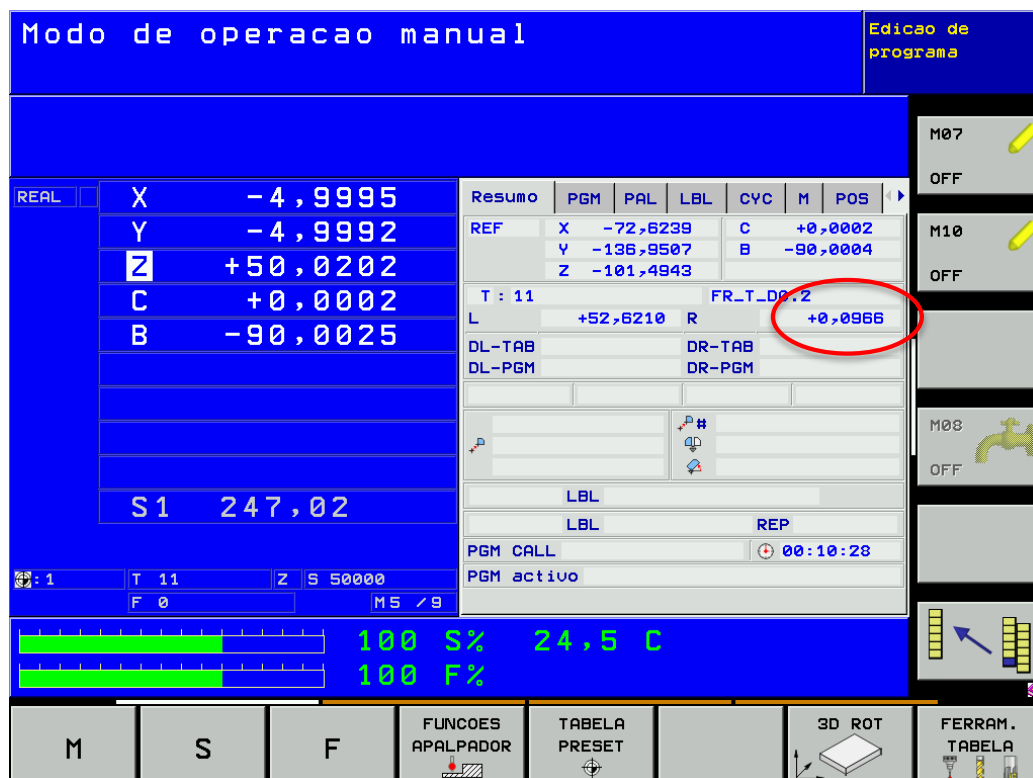 Modo de operacao manual
Edicao de
programa
M07
OFF
REAL
X -4,9995
Y -4,9992
Z +50,0202
C +0,0002
B -90,0025
S1 247,02
Resumo PGM PAL LBL CYC M POS
REF X -72,6239 C +0,0002
Y -136,9507 B -90,0004
Z -101,4943
T : 11 FR_T_D0.2
L +52,6210 R +0,0966
DL-TAB DR-TAB
DL-PGM DR-PGM
#
LBL
LBL REP
PGM CALL 00:10:28
PGM activo
M10
OFF
M08
OFF
: 1 T 11 Z S 50000
F 0 M5 /9
100 S% 24,5 C
100 F%
M
S
F
FUNCOES
APALPADOR
TABELA
PRESET
3D ROT
FERRAM.
TABELA